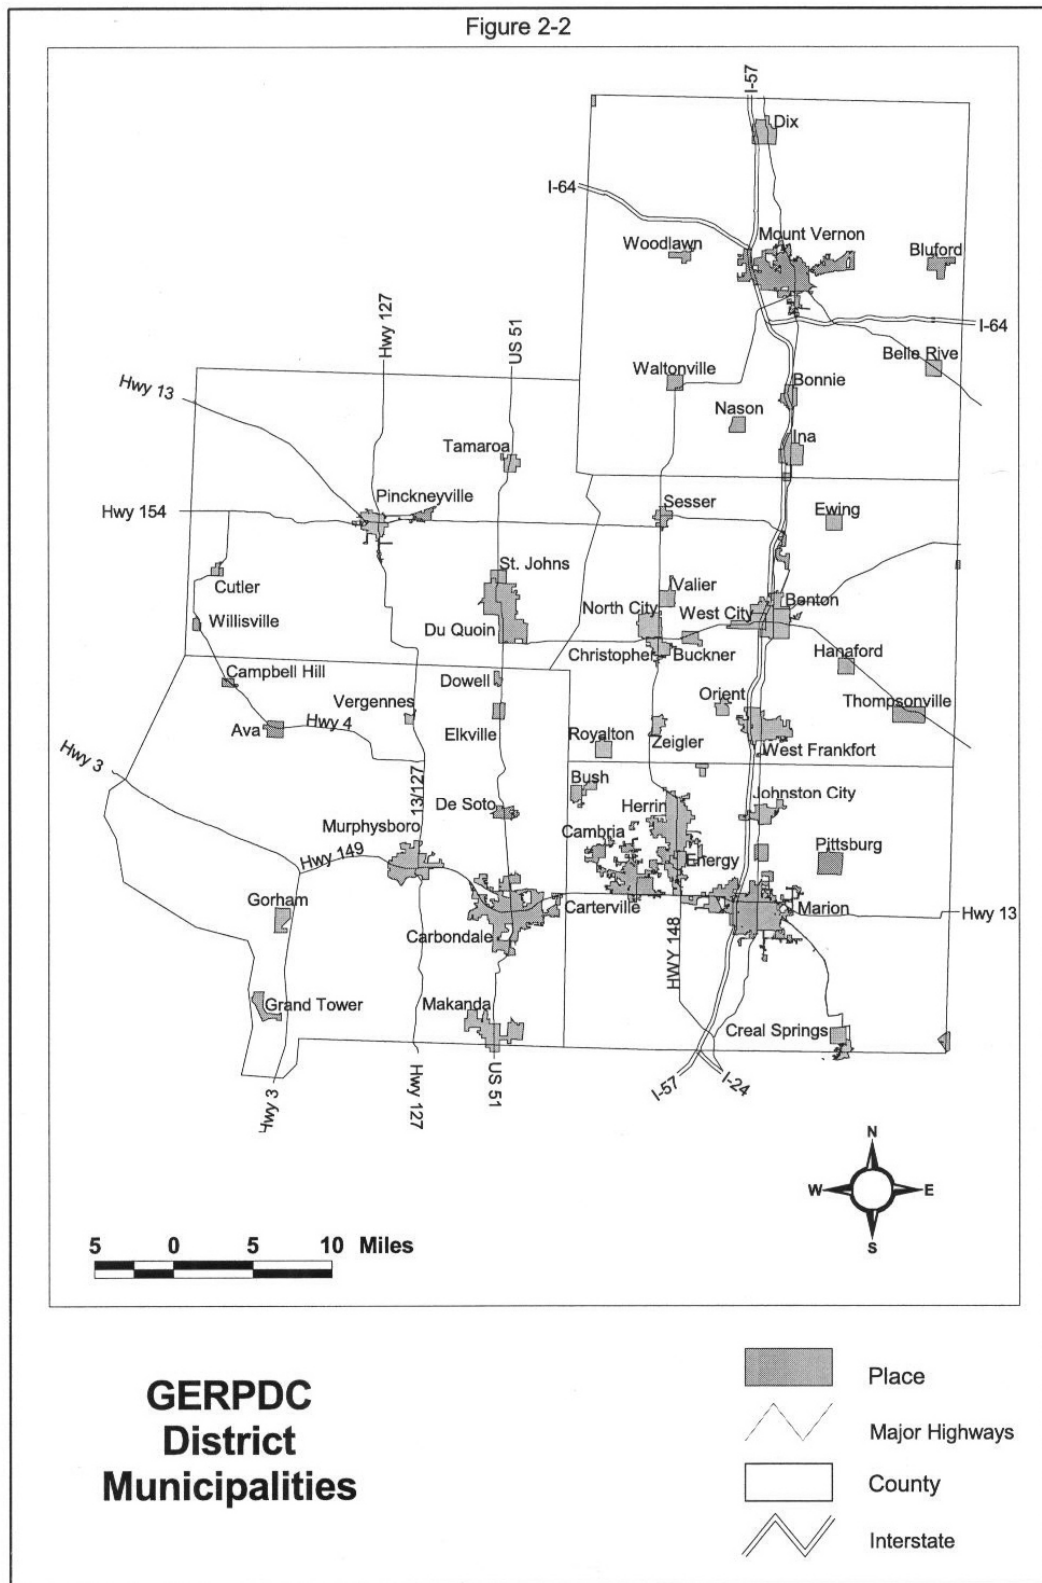 Figure 2-2
I-57
Dix
I-64
Woodlawn
Mount Vernon
Bluford
I-64
Hwy 127
US 51
Belle Rive
Waltonville
Bonnie
Hwy 13
Nason
Ina
Tamaroa
Pinckneyville
Sesser
Ewing
Hwy 154
St. Johns
Cutler
Valier
Benton
North City
West City
Willisville
Du Quoin
Christopher
Buckner
Hanaford
Campbell Hill
Dowell
Vergennes
Orient
Thompsonville
Ava
Hwy 4
Elkville
Royalton
Zeigler
West Frankfort
Hwy 3
Bush
13/127
De Soto
Herrin
Johnston City
Murphysboro
Cambria
Energy
Pittsburg
Hwy 149
Gorham
Carterville
Marion
Hwy 13
Carbondale
HWY 148
Grand Tower
Makanda
Creal Springs
Hwy 3
Hwy 127
US 51
I-57
I-24
N
W
E
S
5 0 5 10 Miles
GERPDC
District
Municipalities
Place
Major Highways
County
Interstate